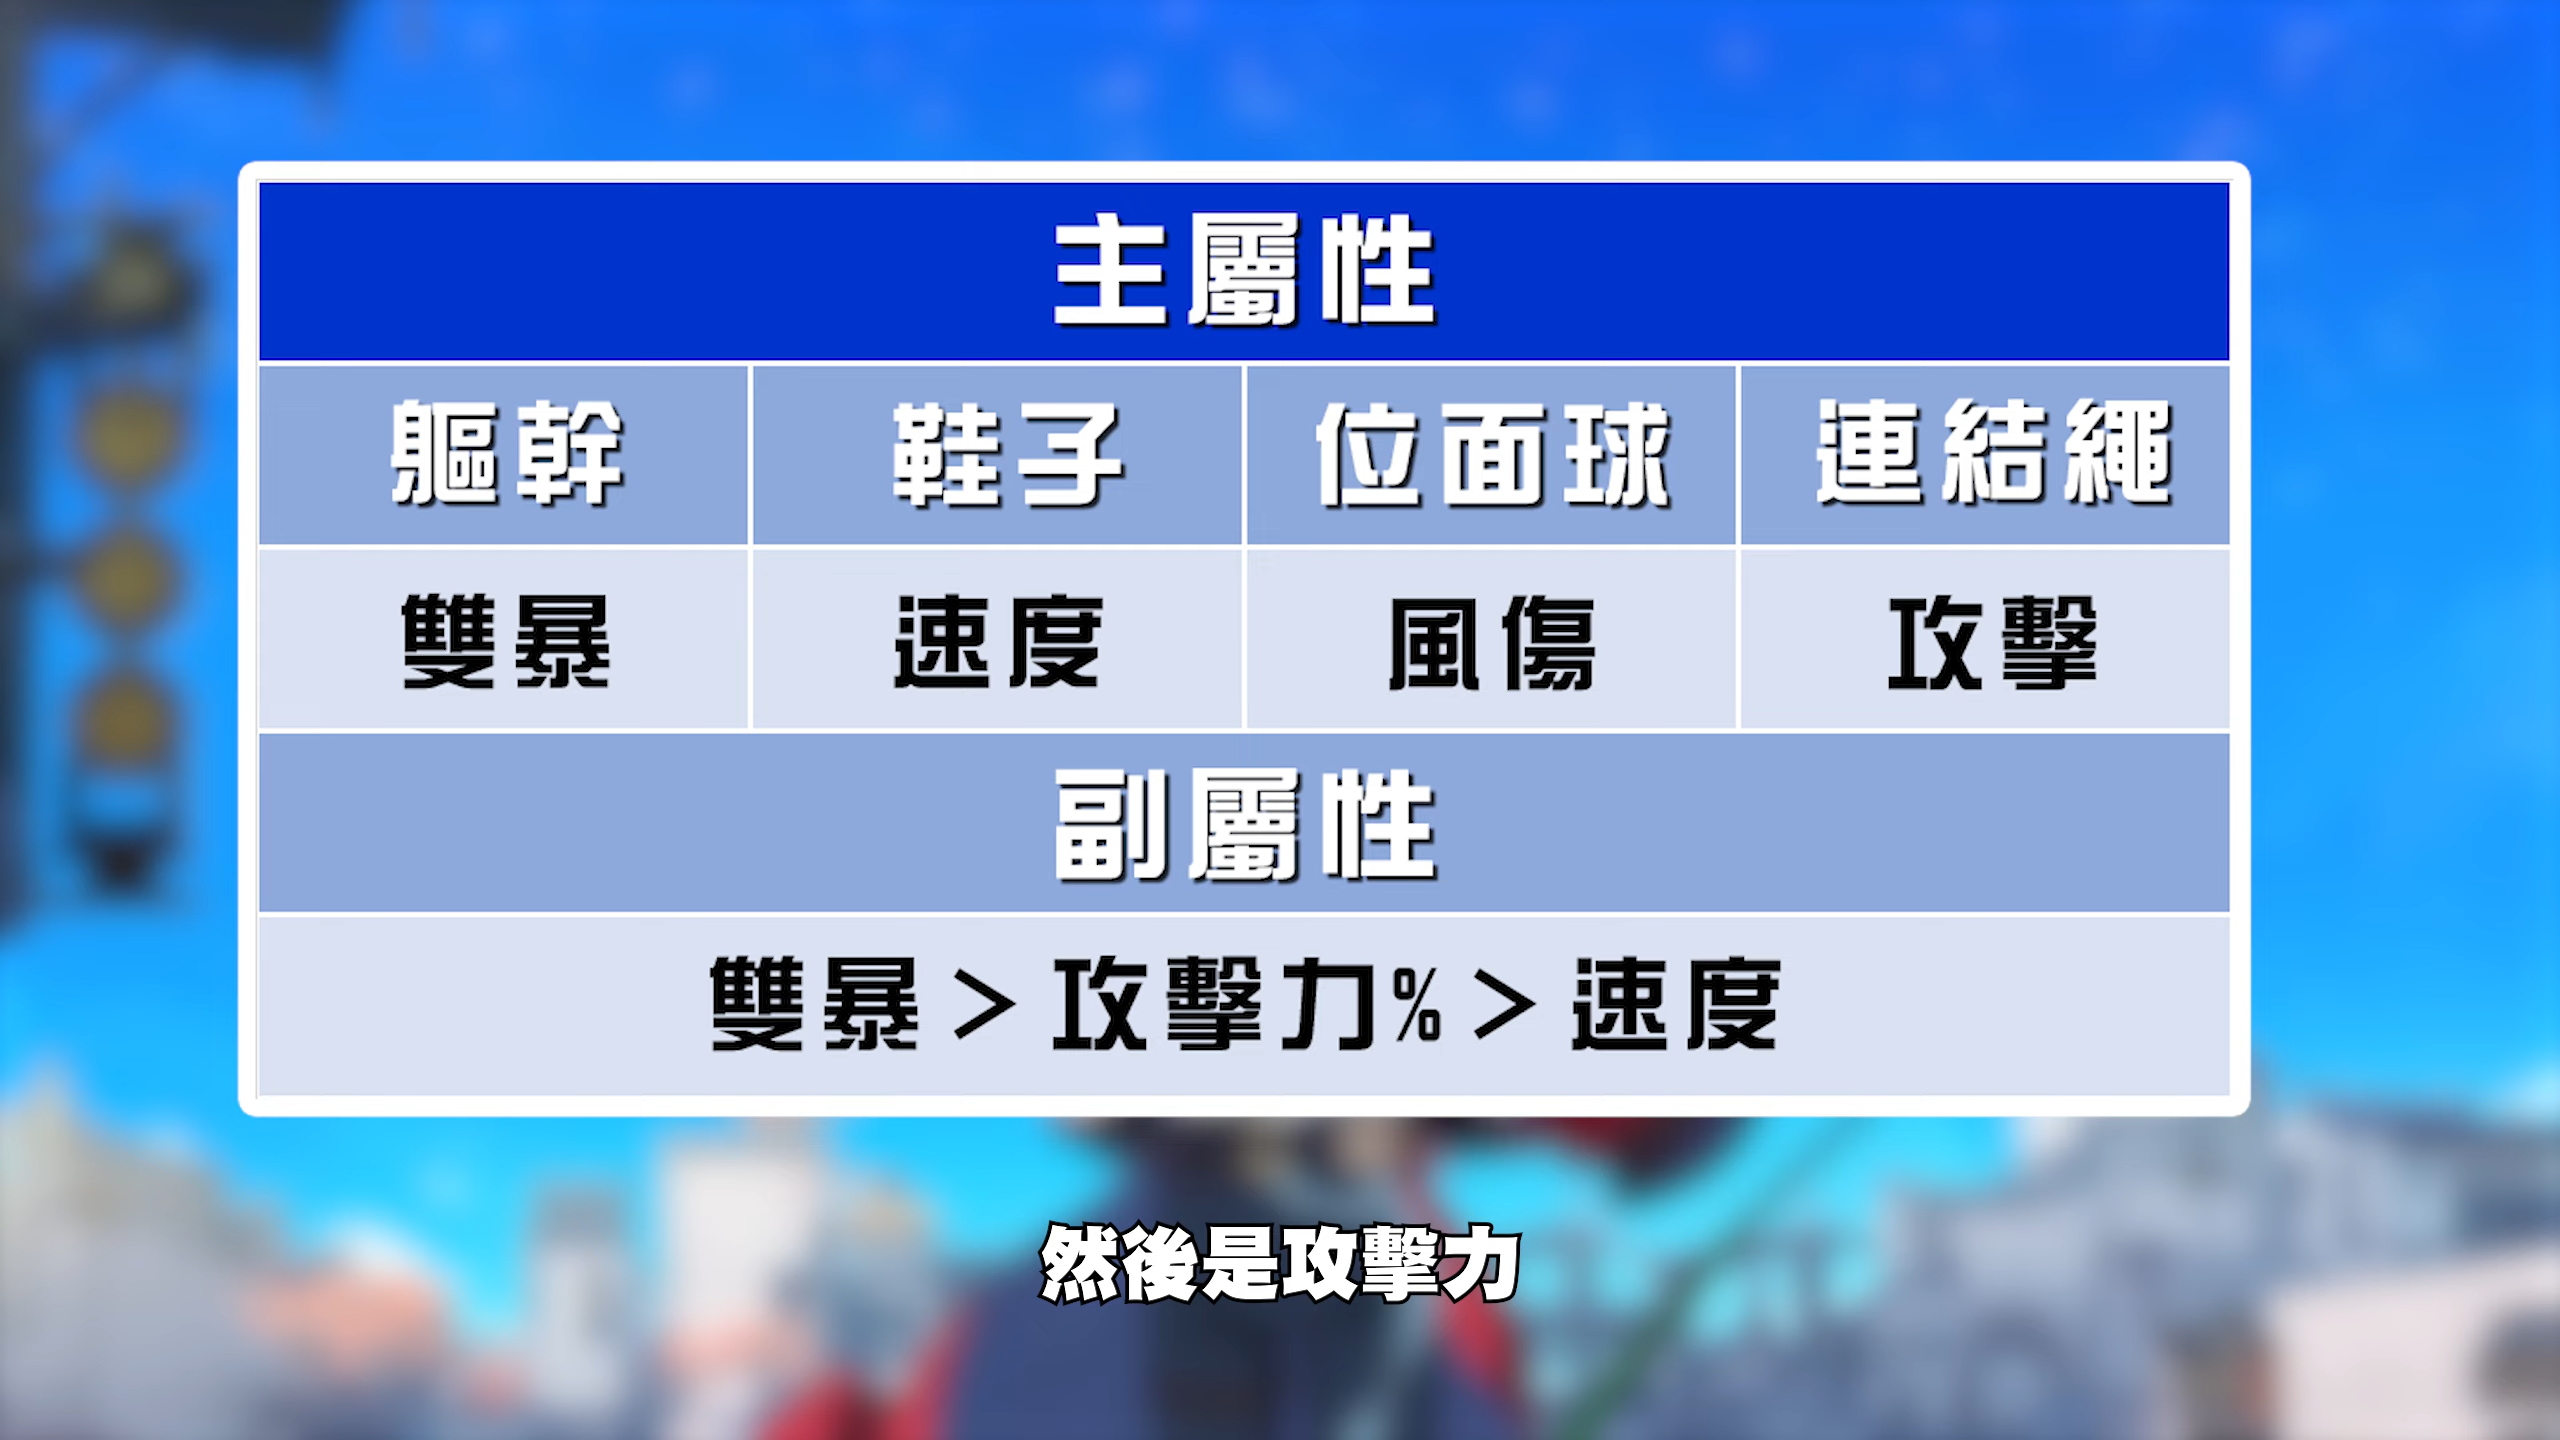 主屬性
軀幹 鞋子 位面球 連結繩
雙暴 速度 風傷 攻擊
副屬性
雙暴>攻擊力%>速度
然後是攻擊力